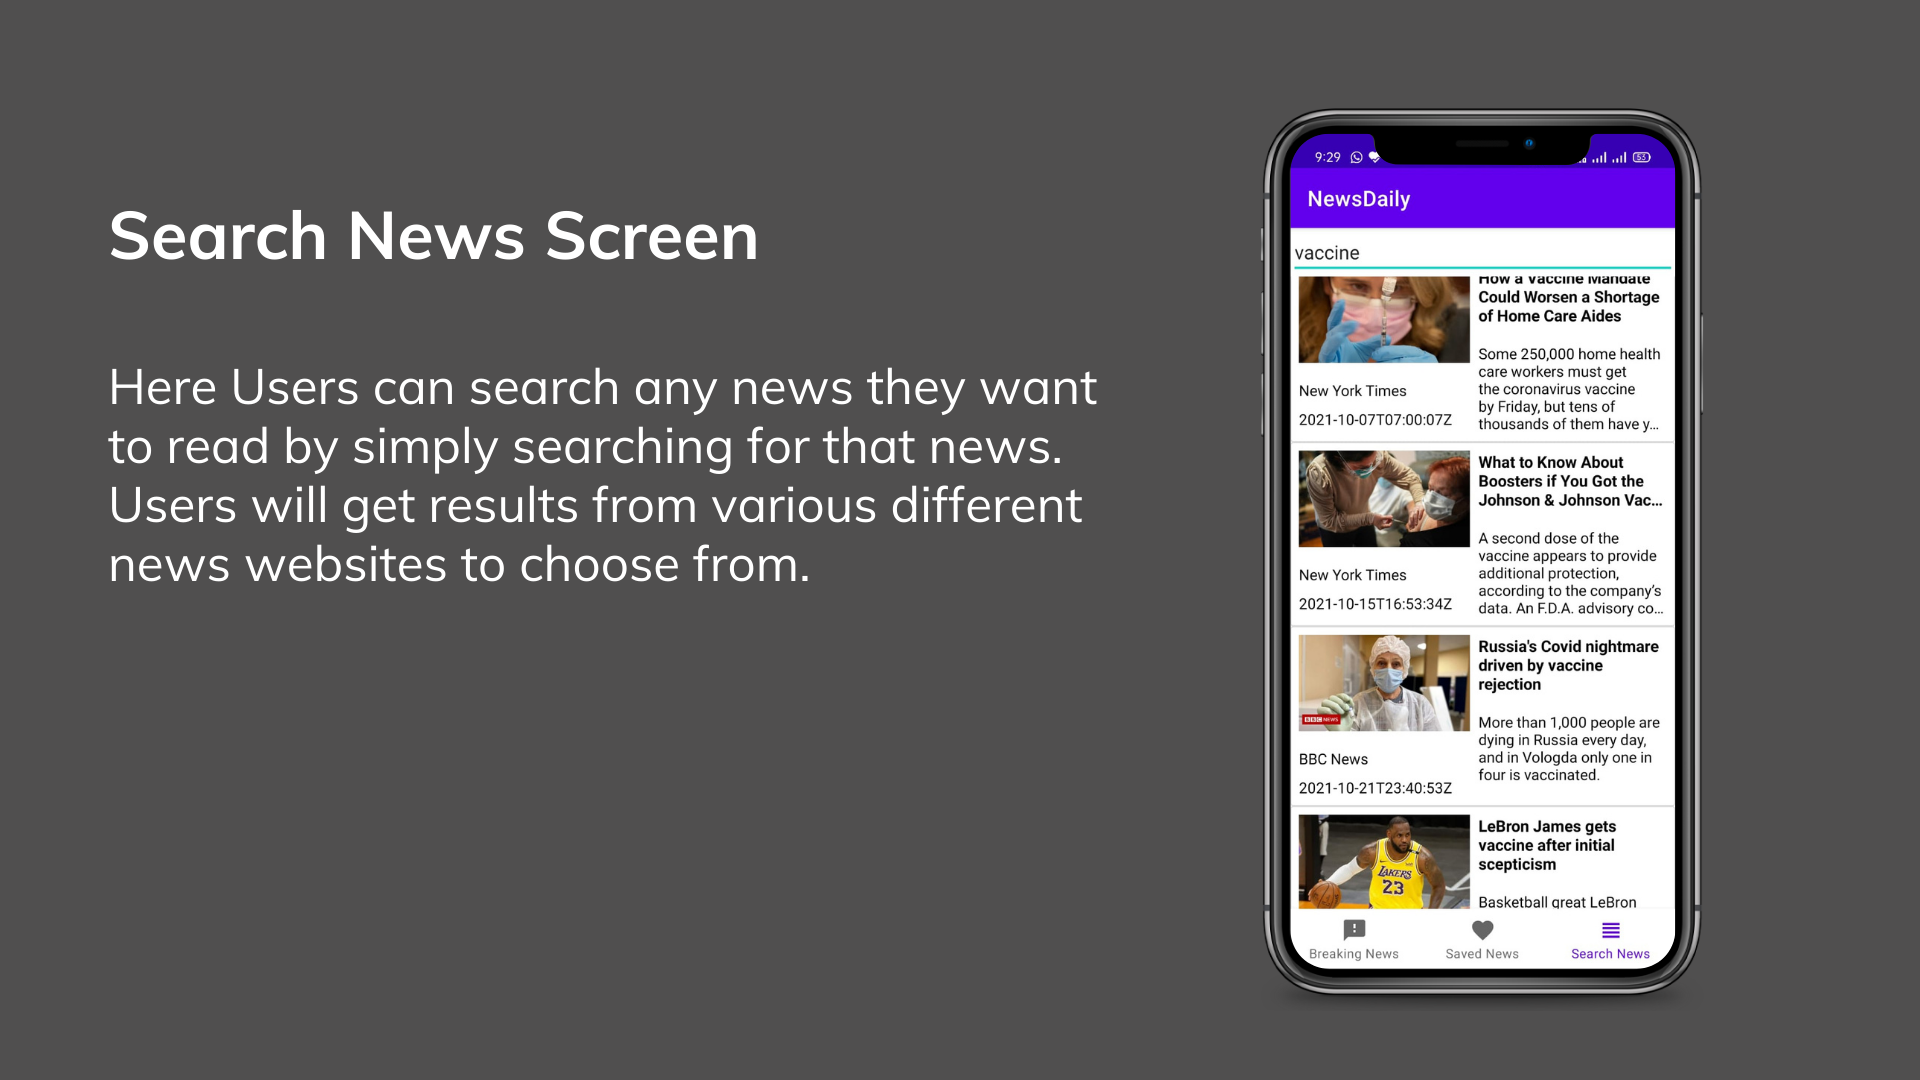 Search News Screen
Here Users can search any news they want
to read by simply searching for that news.
Users will get results from various different
news websites to choose from.
9:29
53
NewsDaily
vaccine
How a Vaccine Mandate
Could Worsen a Shortage
of Home Care Aides
Some 250,000 home health
care workers must get
the coronavirus vaccine
by Friday, but tens of
thousands of them have y...
New York Times
2021-10-07T07:00:07Z
What to Know About
Boosters if You Got the
Johnson & Johnson Vac...
A second dose of the
vaccine appears to provide
additional protection,
according to the company’s
data. An F.D.A. advisory co...
New York Times
2021-10-15T16:53:34Z
Russia's Covid nightmare
driven by vaccine
rejection
More than 1,000 people are
dying in Russia every day,
and in Vologda only one in
four is vaccinated.
BBC NEWS
BBC News
2021-10-21T23:40:53Z
LeBron James gets
vaccine after initial
scepticism
Basketball great LeBron
LAKERS
23
Breaking News
Saved News
Search News